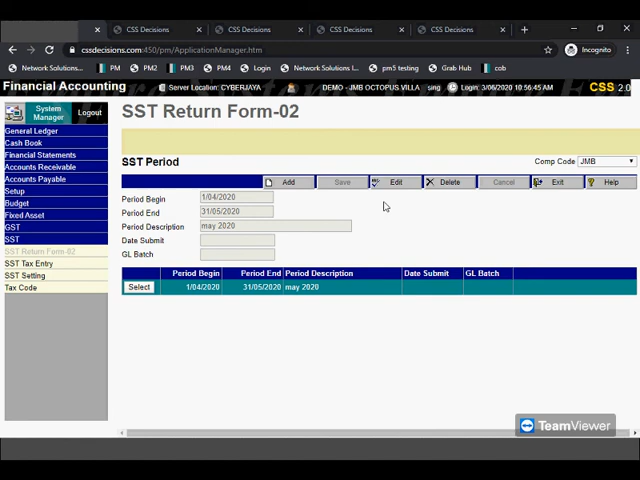 CSS Decisions CSS Decisions CSS Decisions CSS Decisions
cssdecisions.com:450/pm/ApplicationManager.htm Incognito
Network Solutions... PM PM2 PM3 PM4 Login Network Solutions I... pm5 testing Grab Hub cob
Financial Accounting Server Location: CYBERJAYA DEMO - JMB OCTOPUS VILLA sing Login: 3/06/2020 10:56:45 AM CSS 2.0
System Manager Logout
SST Return Form-02
General Ledger
Cash Book
Financial Statements
Accounts Receivable
Accounts Payable
Setup
Budget
Fixed Asset
GST
SST
SST Return Form-02
SST Tax Entry
SST Setting
Tax Code
SST Period Comp Code JMB
Add Save Edit Delete Cancel Exit Help
Period Begin 1/04/2020
Period End 31/05/2020
Period Description may 2020
Date Submit
GL Batch
Period Begin Period End Period Description Date Submit GL Batch
Select 1/04/2020 31/05/2020 may 2020
TeamViewer